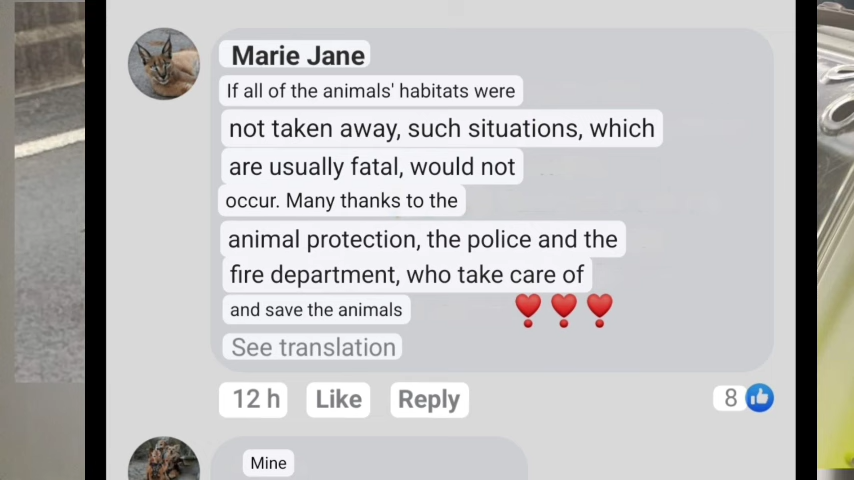 Marie Jane
If all of the animals' habitats were
not taken away, such situations, which
are usually fatal, would not
occur. Many thanks to the
animal protection, the police and the
fire department, who take care of
and save the animals ❣❣❣
See translation
12 h Like Reply 8
Mine